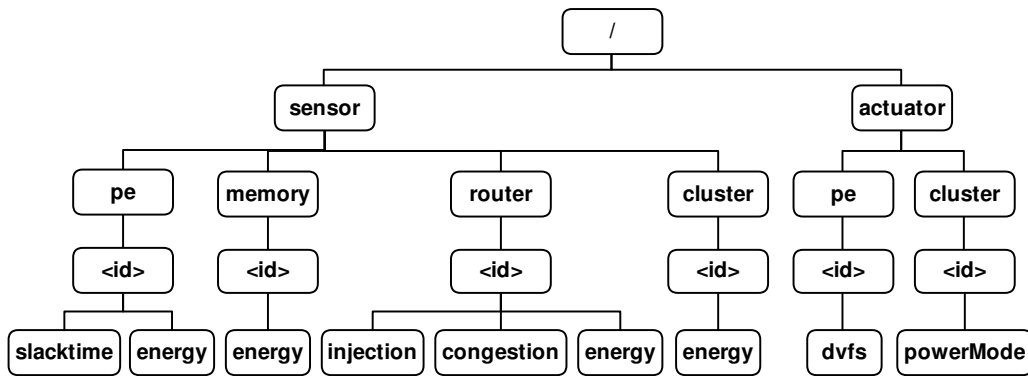 /
sensor
actuator
pe
memory
router
cluster
pe
cluster
<id>
<id>
<id>
<id>
<id>
<id>
slacktime
energy
energy
injection
congestion
energy
energy
dvfs
powerMode